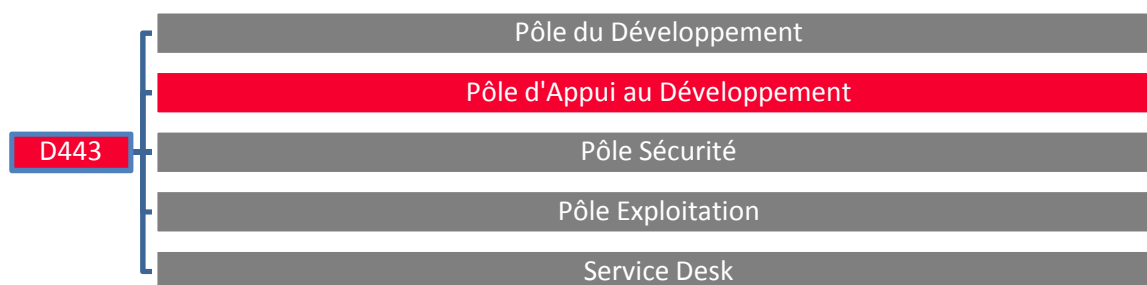 Pôle du Développement
Pôle d'Appui au Développement
D443
Pôle Sécurité
Pôle Exploitation
Service Desk